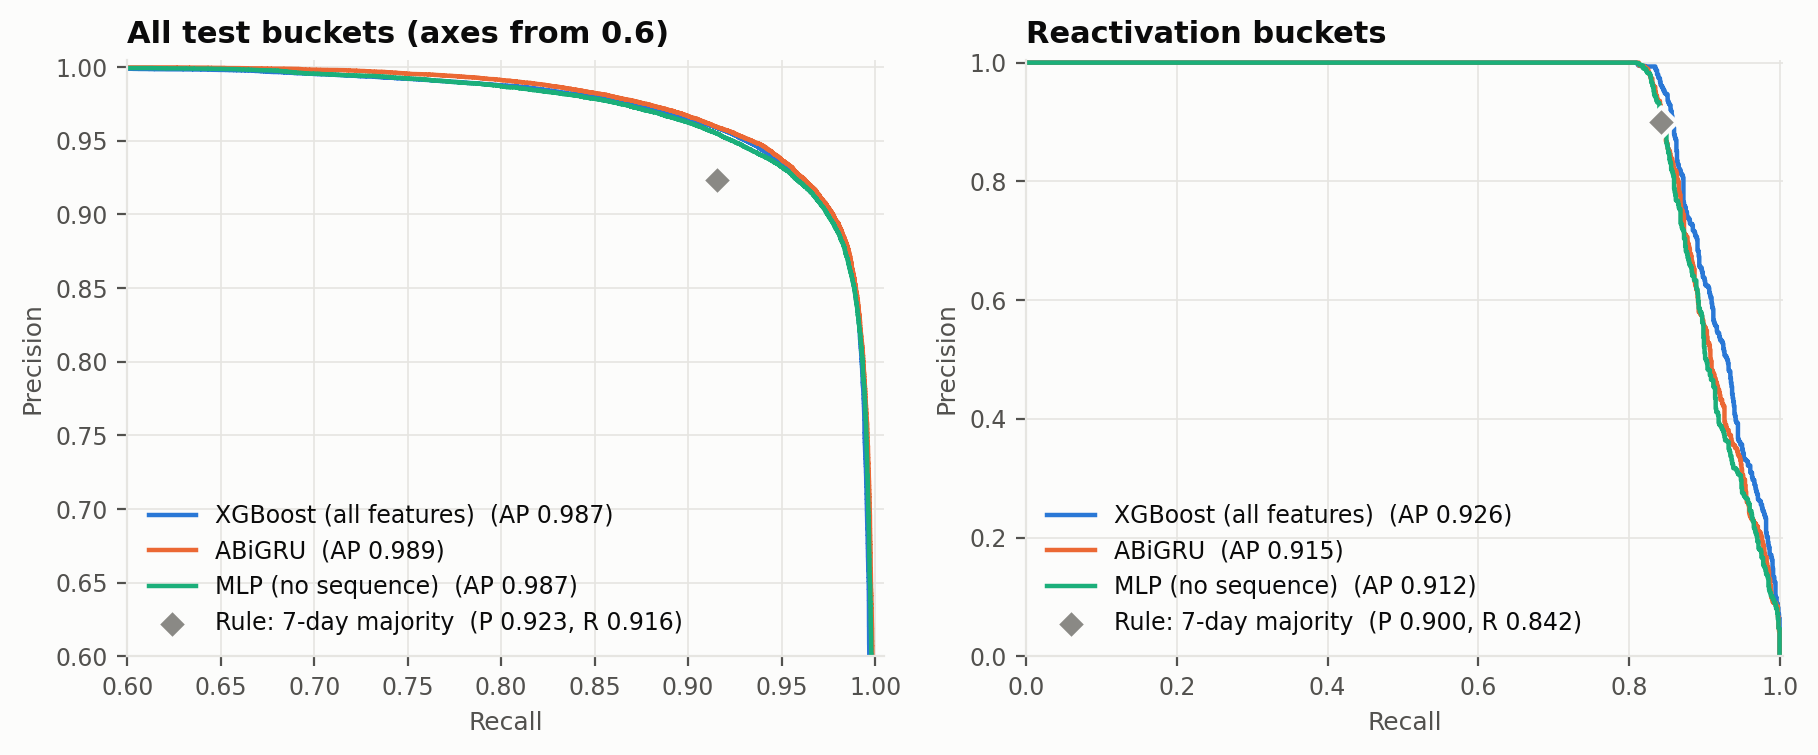 All test buckets (axes from 0.6)
1.00
0.95
0.90
0.85
0.80
0.75
0.70
0.65
0.60
Precision
XGBoost (all features)  (AP 0.987)
ABiGRU  (AP 0.989)
MLP (no sequence)  (AP 0.987)
Rule: 7-day majority  (P 0.923, R 0.916)
0.60 0.65 0.70 0.75 0.80 0.85 0.90 0.95 1.00
Recall
Reactivation buckets
1.0
0.8
0.6
0.4
0.2
0.0
Precision
XGBoost (all features)  (AP 0.926)
ABiGRU  (AP 0.915)
MLP (no sequence)  (AP 0.912)
Rule: 7-day majority  (P 0.900, R 0.842)
0.0 0.2 0.4 0.6 0.8 1.0
Recall